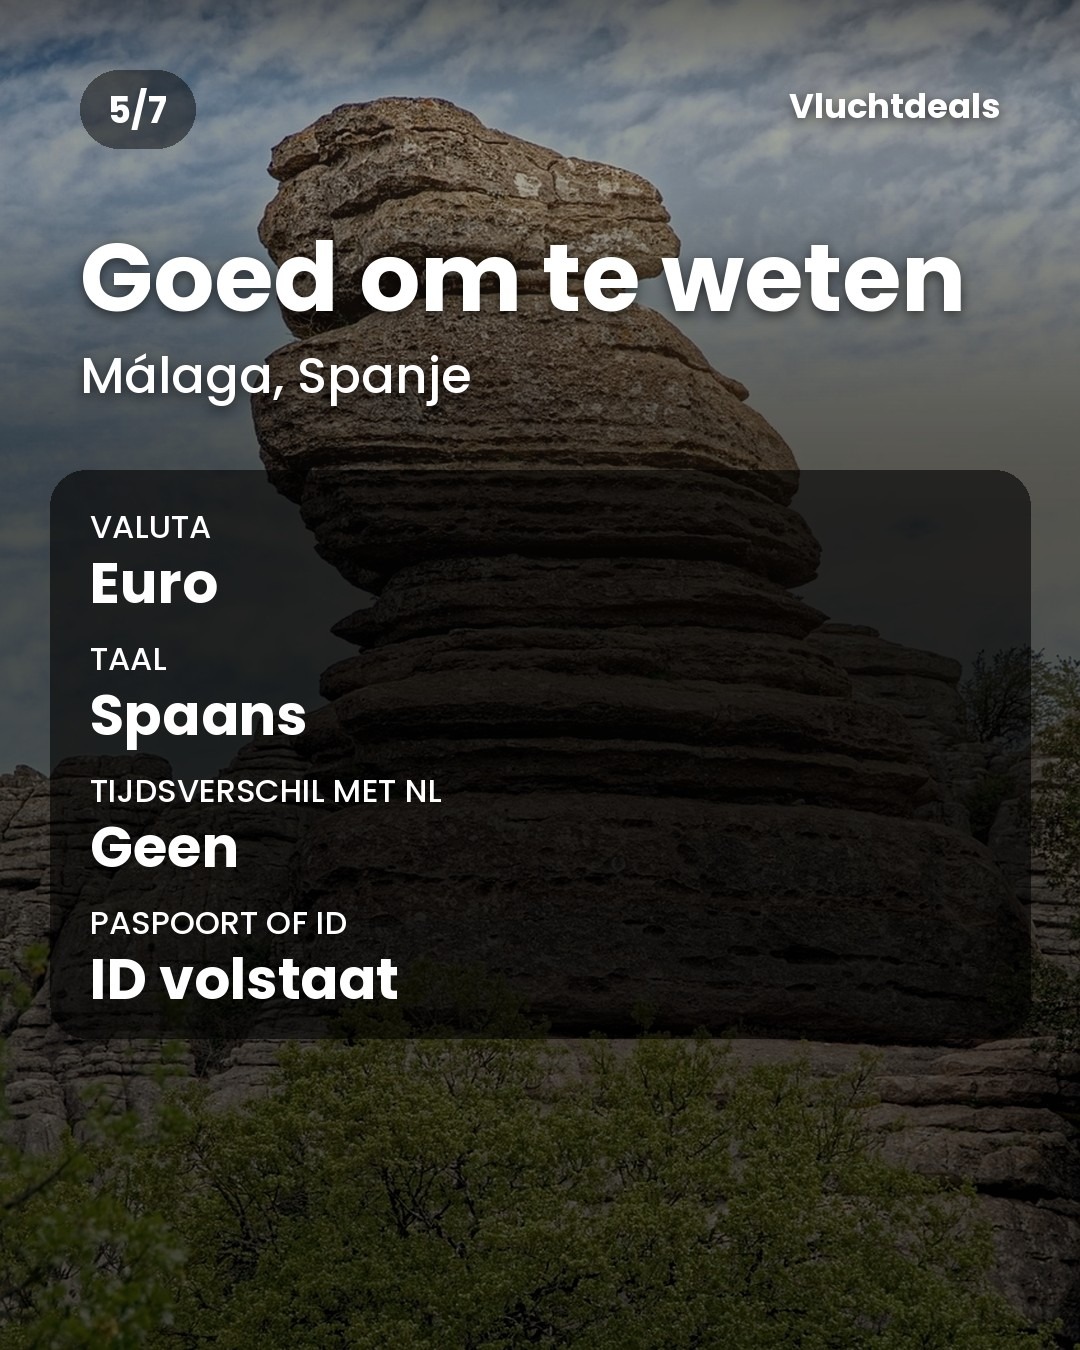 5/7
Vluchtdeals
Goed om te weten
Málaga, Spanje
VALUTA
Euro
TAAL
Spaans
TIJDSVERSCHIL MET NL
Geen
PASPOORT OF ID
ID volstaat